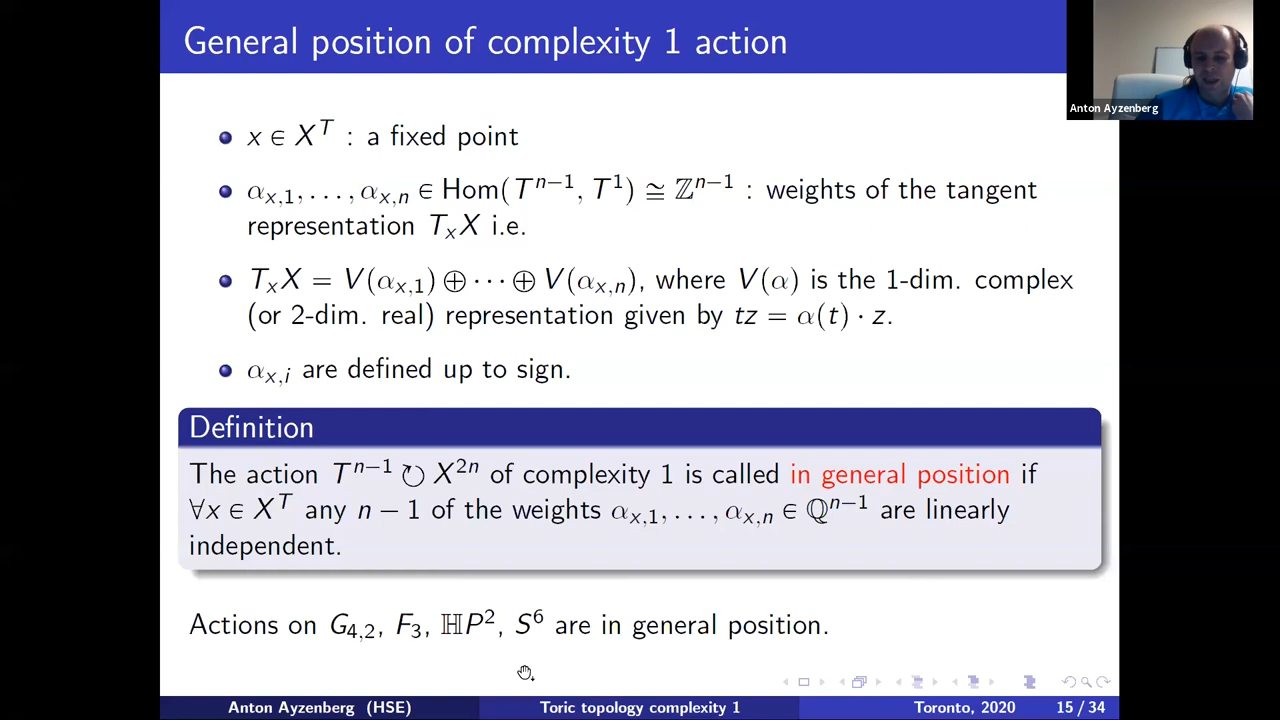 General position of complexity 1 action
Anton Ayzenberg
x ∈ X^T : a fixed point
α_{x,1}, . . . , α_{x,n} ∈ Hom(T^{n−1}, T^1) ≅ ℤ^{n−1} : weights of the tangent
representation T_xX i.e.
T_xX = V(α_{x,1}) ⊕ · · · ⊕ V(α_{x,n}), where V(α) is the 1-dim. complex
(or 2-dim. real) representation given by tz = α(t) · z.
α_{x,i} are defined up to sign.
Definition
The action T^{n−1} ↻ X^{2n} of complexity 1 is called in general position if
∀x ∈ X^T any n − 1 of the weights α_{x,1}, . . . , α_{x,n} ∈ ℚ^{n−1} are linearly
independent.
Actions on G_{4,2}, F_3, ℍP^2, S^6 are in general position.
Anton Ayzenberg (HSE) Toric topology complexity 1 Toronto, 2020 15 / 34